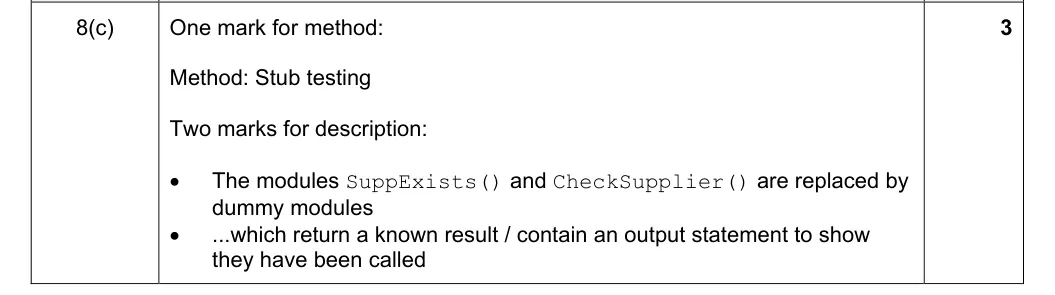 8(c) One mark for method: 3
Method: Stub testing
Two marks for description:
• The modules SuppExists() and CheckSupplier() are replaced by
dummy modules
• ...which return a known result / contain an output statement to show
they have been called